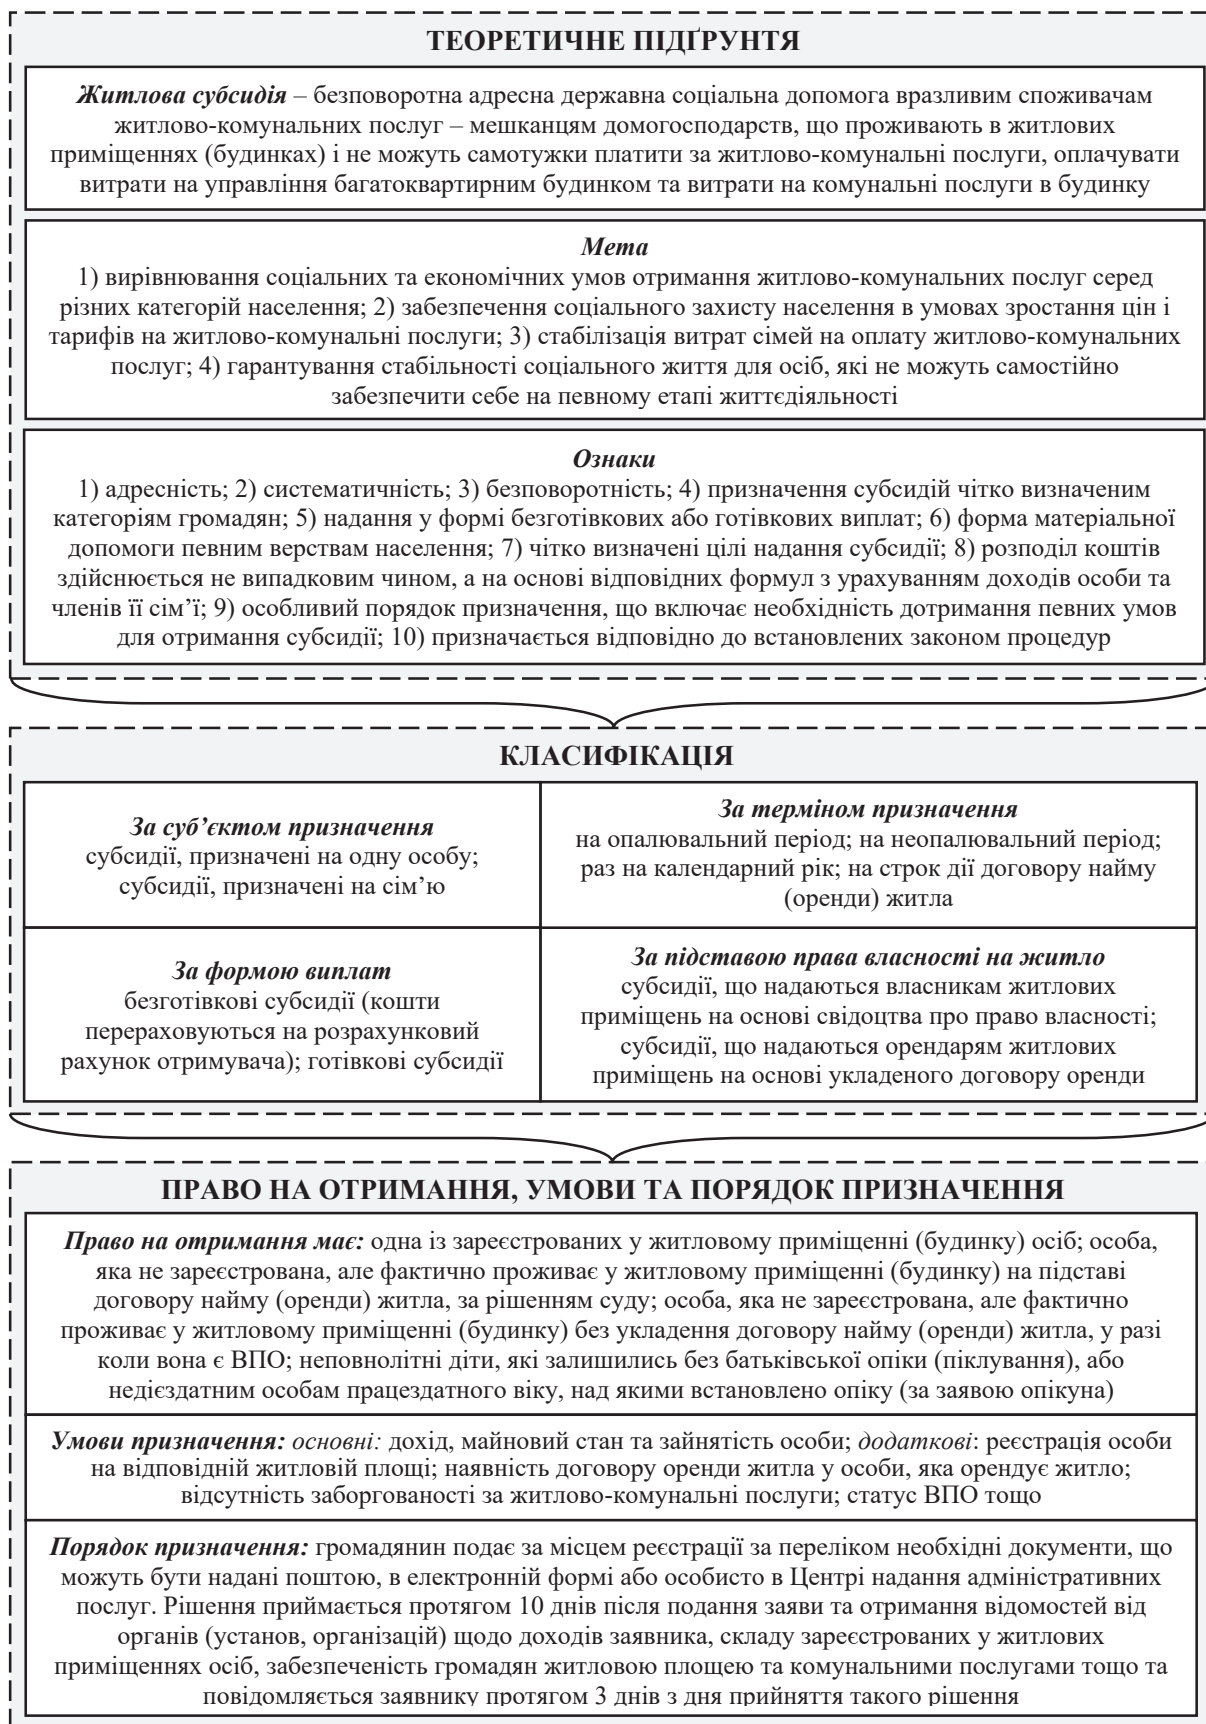 ТЕОРЕТИЧНЕ ПІДҐРУНТЯ
Житлова субсидія – безповоротна адресна державна соціальна допомога вразливим споживачам
житлово-комунальних послуг – мешканцям домогосподарств, що проживають в житлових
приміщеннях (будинках) і не можуть самотужки платити за житлово-комунальні послуги, оплачувати
витрати на управління багатоквартирним будинком та витрати на комунальні послуги в будинку
Мета
1) вирівнювання соціальних та економічних умов отримання житлово-комунальних послуг серед
різних категорій населення; 2) забезпечення соціального захисту населення в умовах зростання цін і
тарифів на житлово-комунальні послуги; 3) стабілізація витрат сімей на оплату житлово-комунальних
послуг; 4) гарантування стабільності соціального життя для осіб, які не можуть самостійно
забезпечити себе на певному етапі життєдіяльності
Ознаки
1) адресність; 2) систематичність; 3) безповоротність; 4) призначення субсидій чітко визначеним
категоріям громадян; 5) надання у формі безготівкових або готівкових виплат; 6) форма матеріальної
допомоги певним верствам населення; 7) чітко визначені цілі надання субсидії; 8) розподіл коштів
здійснюється не випадковим чином, а на основі відповідних формул з урахуванням доходів особи та
членів її сім’ї; 9) особливий порядок призначення, що включає необхідність дотримання певних умов
для отримання субсидії; 10) призначається відповідно до встановлених законом процедур
КЛАСИФІКАЦІЯ
За суб’єктом призначення
субсидії, призначені на одну особу;
субсидії, призначені на сім’ю
За терміном призначення
на опалювальний період; на неопалювальний період;
раз на календарний рік; на строк дії договору найму
(оренди) житла
За формою виплат
безготівкові субсидії (кошти
перераховуються на розрахунковий
рахунок отримувача); готівкові субсидії
За підставою права власності на житло
субсидії, що надаються власникам житлових
приміщень на основі свідоцтва про право власності;
субсидії, що надаються орендарям житлових
приміщень на основі укладеного договору оренди
ПРАВО НА ОТРИМАННЯ, УМОВИ ТА ПОРЯДОК ПРИЗНАЧЕННЯ
Право на отримання має: одна із зареєстрованих у житловому приміщенні (будинку) осіб; особа,
яка не зареєстрована, але фактично проживає у житловому приміщенні (будинку) на підставі
договору найму (оренди) житла, за рішенням суду; особа, яка не зареєстрована, але фактично
проживає у житловому приміщенні (будинку) без укладення договору найму (оренди) житла, у разі
коли вона є ВПО; неповнолітні діти, які залишились без батьківської опіки (піклування), або
недієздатним особам працездатного віку, над якими встановлено опіку (за заявою опікуна)
Умови призначення: основні: дохід, майновий стан та зайнятість особи; додаткові: реєстрація особи
на відповідній житловій площі; наявність договору оренди житла у особи, яка орендує житло;
відсутність заборгованості за житлово-комунальні послуги; статус ВПО тощо
Порядок призначення: громадянин подає за місцем реєстрації за переліком необхідні документи, що
можуть бути надані поштою, в електронній формі або особисто в Центрі надання адміністративних
послуг. Рішення приймається протягом 10 днів після подання заяви та отримання відомостей від
органів (установ, організацій) щодо доходів заявника, складу зареєстрованих у житлових
приміщеннях осіб, забезпеченість громадян житловою площею та комунальними послугами тощо та
повідомляється заявнику протягом 3 днів з дня прийняття такого рішення